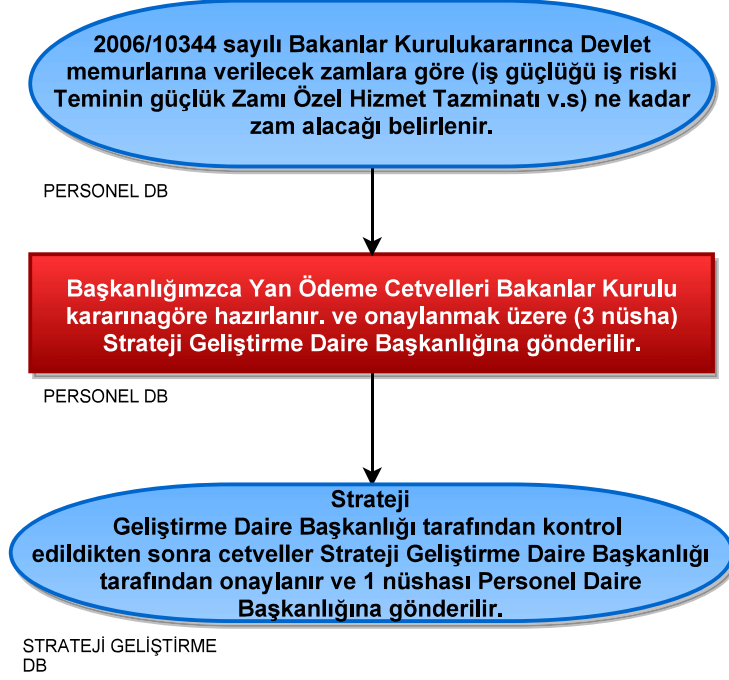 2006/10344 sayılı Bakanlar Kurulukararınca Devlet
memurlarına verilecek zamlara göre (iş güçlüğü iş riski
Teminin güçlük Zamı Özel Hizmet Tazminatı v.s) ne kadar
zam alacağı belirlenir.
PERSONEL DB
Başkanlığımzca Yan Ödeme Cetvelleri Bakanlar Kurulu
kararınagöre hazırlanır. ve onaylanmak üzere (3 nüsha)
Strateji Geliştirme Daire Başkanlığına gönderilir.
PERSONEL DB
Strateji
Geliştirme Daire Başkanlığı tarafından kontrol
edildikten sonra cetveller Strateji Geliştirme Daire Başkanlığı
tarafından onaylanır ve 1 nüshası Personel Daire
Başkanlığına gönderilir.
STRATEJİ GELİŞTİRME
DB